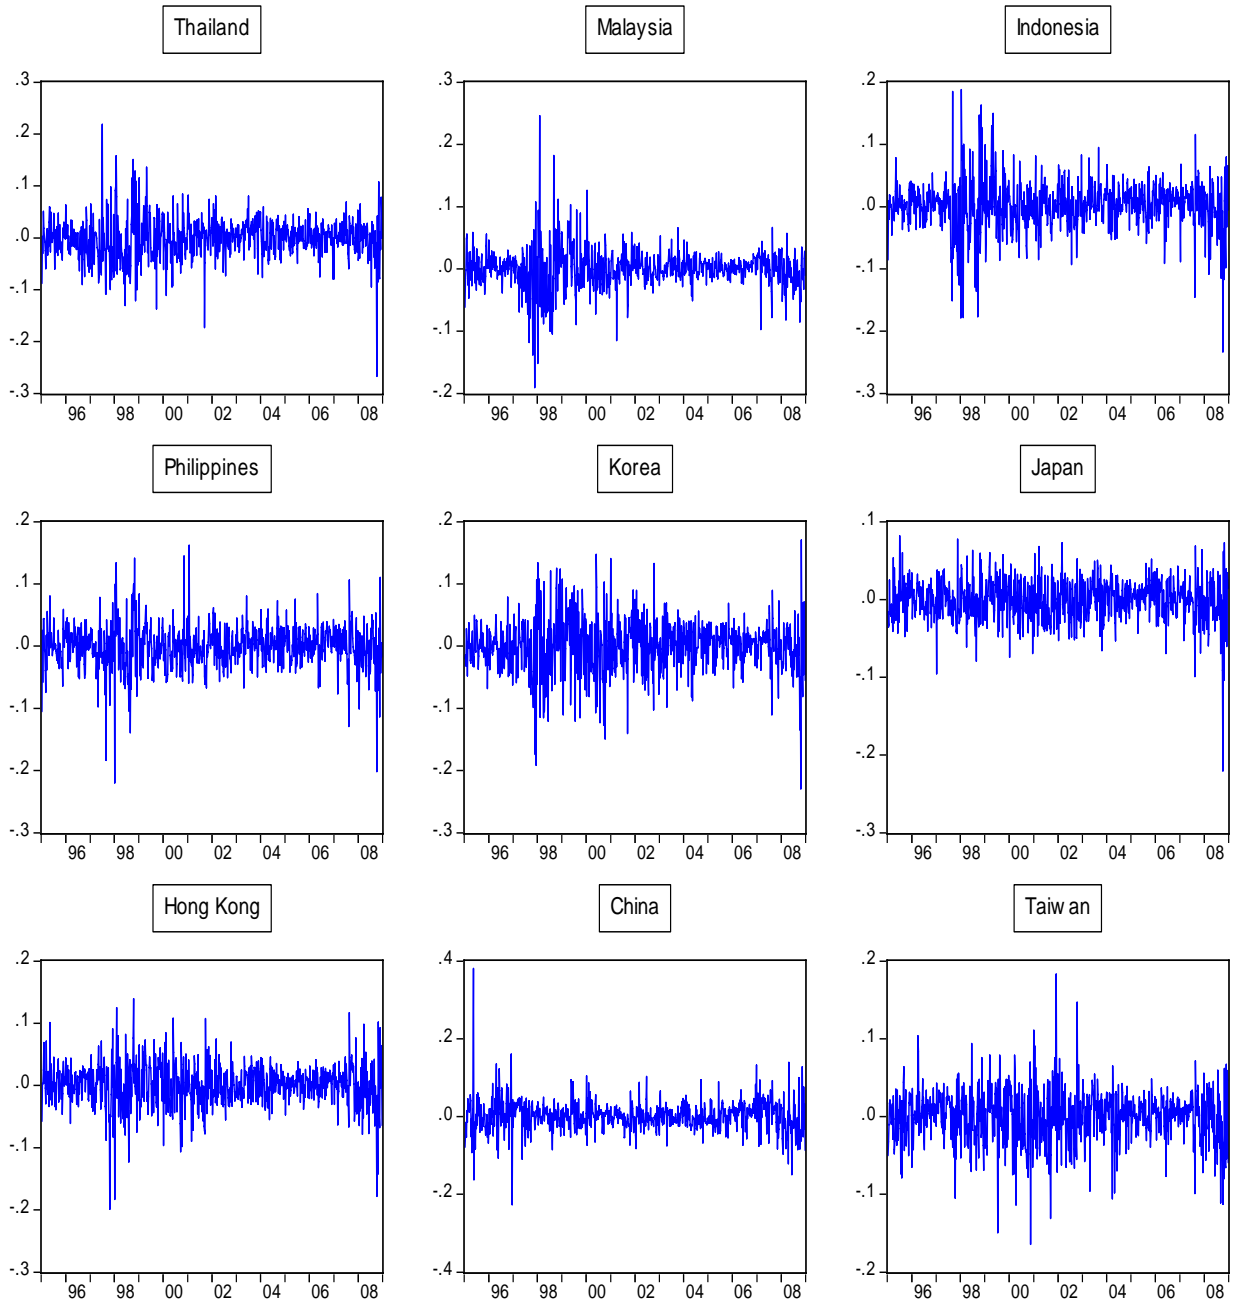 Thailand Malaysia Indonesia
.3 .3 .2
.2 .2 .1
.1 .1 .0
.0 .0 -.1
-.1 -.1 -.2
-.2 -.2 -.3
-.3
96 98 00 02 04 06 08 96 98 00 02 04 06 08 96 98 00 02 04 06 08
Philippines Korea Japan
.2 .2 .1
.1 .1 .0
.0 .0 -.1
-.1 -.1 -.2
-.2 -.2 -.3
-.3 -.3
96 98 00 02 04 06 08 96 98 00 02 04 06 08 96 98 00 02 04 06 08
Hong Kong China Taiw an
.2 .4 .2
.1 .2 .1
.0 .0 .0
-.1 -.2 -.1
-.2 -.4 -.2
-.3
96 98 00 02 04 06 08 96 98 00 02 04 06 08 96 98 00 02 04 06 08